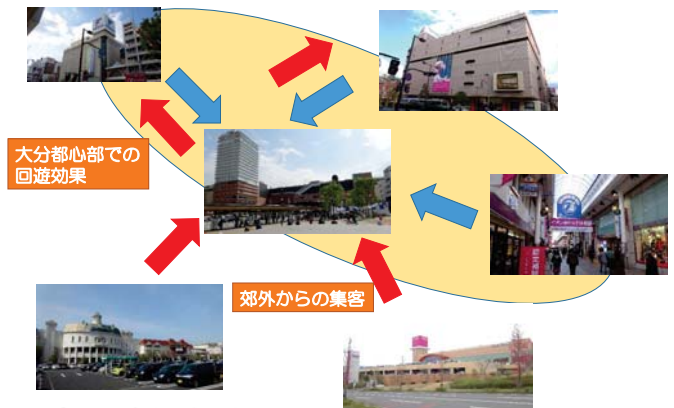 大分都心部での
回遊効果
郊外からの集客